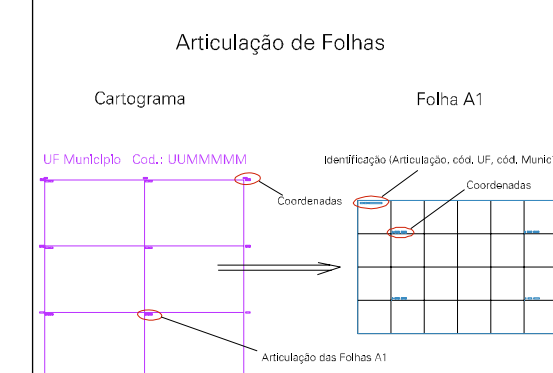 Articulação de Folhas
Cartograma
Folha A1
UF Município Cod.: UUMMMMM
Identificação (Articulação, cód. UF, cód. Munic
Coordenadas
Coordenadas
Articulação das Folhas A1